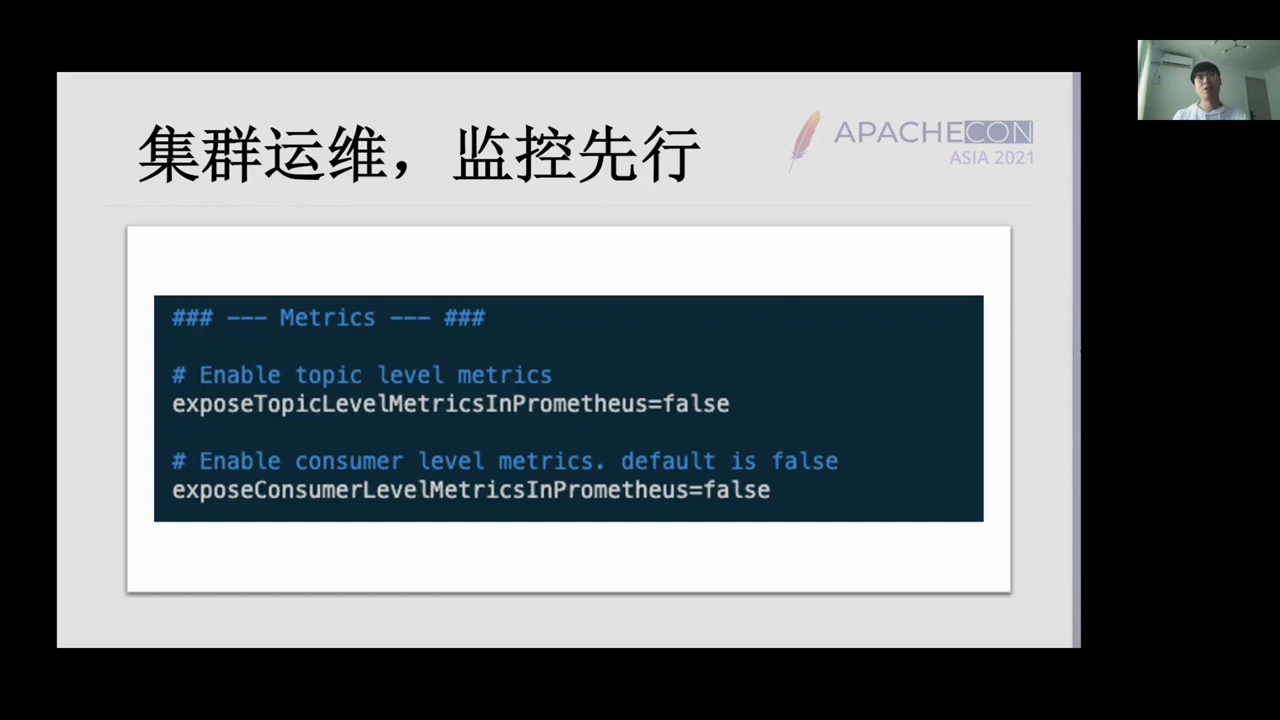 集群运维，监控先行
APACHECON
ASIA 2021
### --- Metrics --- ###
# Enable topic level metrics
exposeTopicLevelMetricsInPrometheus=false
# Enable consumer level metrics. default is false
exposeConsumerLevelMetricsInPrometheus=false